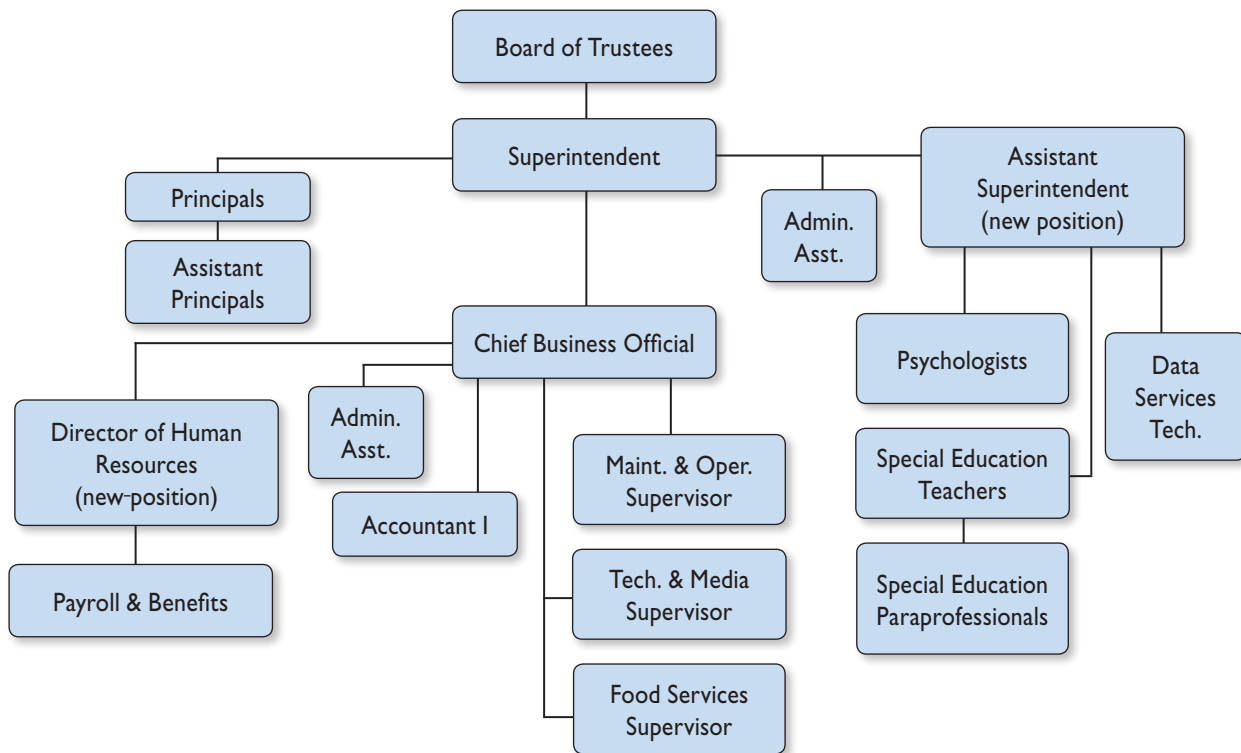 Board of Trustees
Superintendent
Principals
Assistant
Principals
Admin.
Asst.
Assistant
Superintendent
(new position)
Chief Business Official
Director of Human
Resources
(new-position)
Payroll & Benefits
Admin.
Asst.
Accountant I
Maint. & Oper.
Supervisor
Tech. & Media
Supervisor
Food Services
Supervisor
Psychologists
Data
Services
Tech.
Special Education
Teachers
Special Education
Paraprofessionals